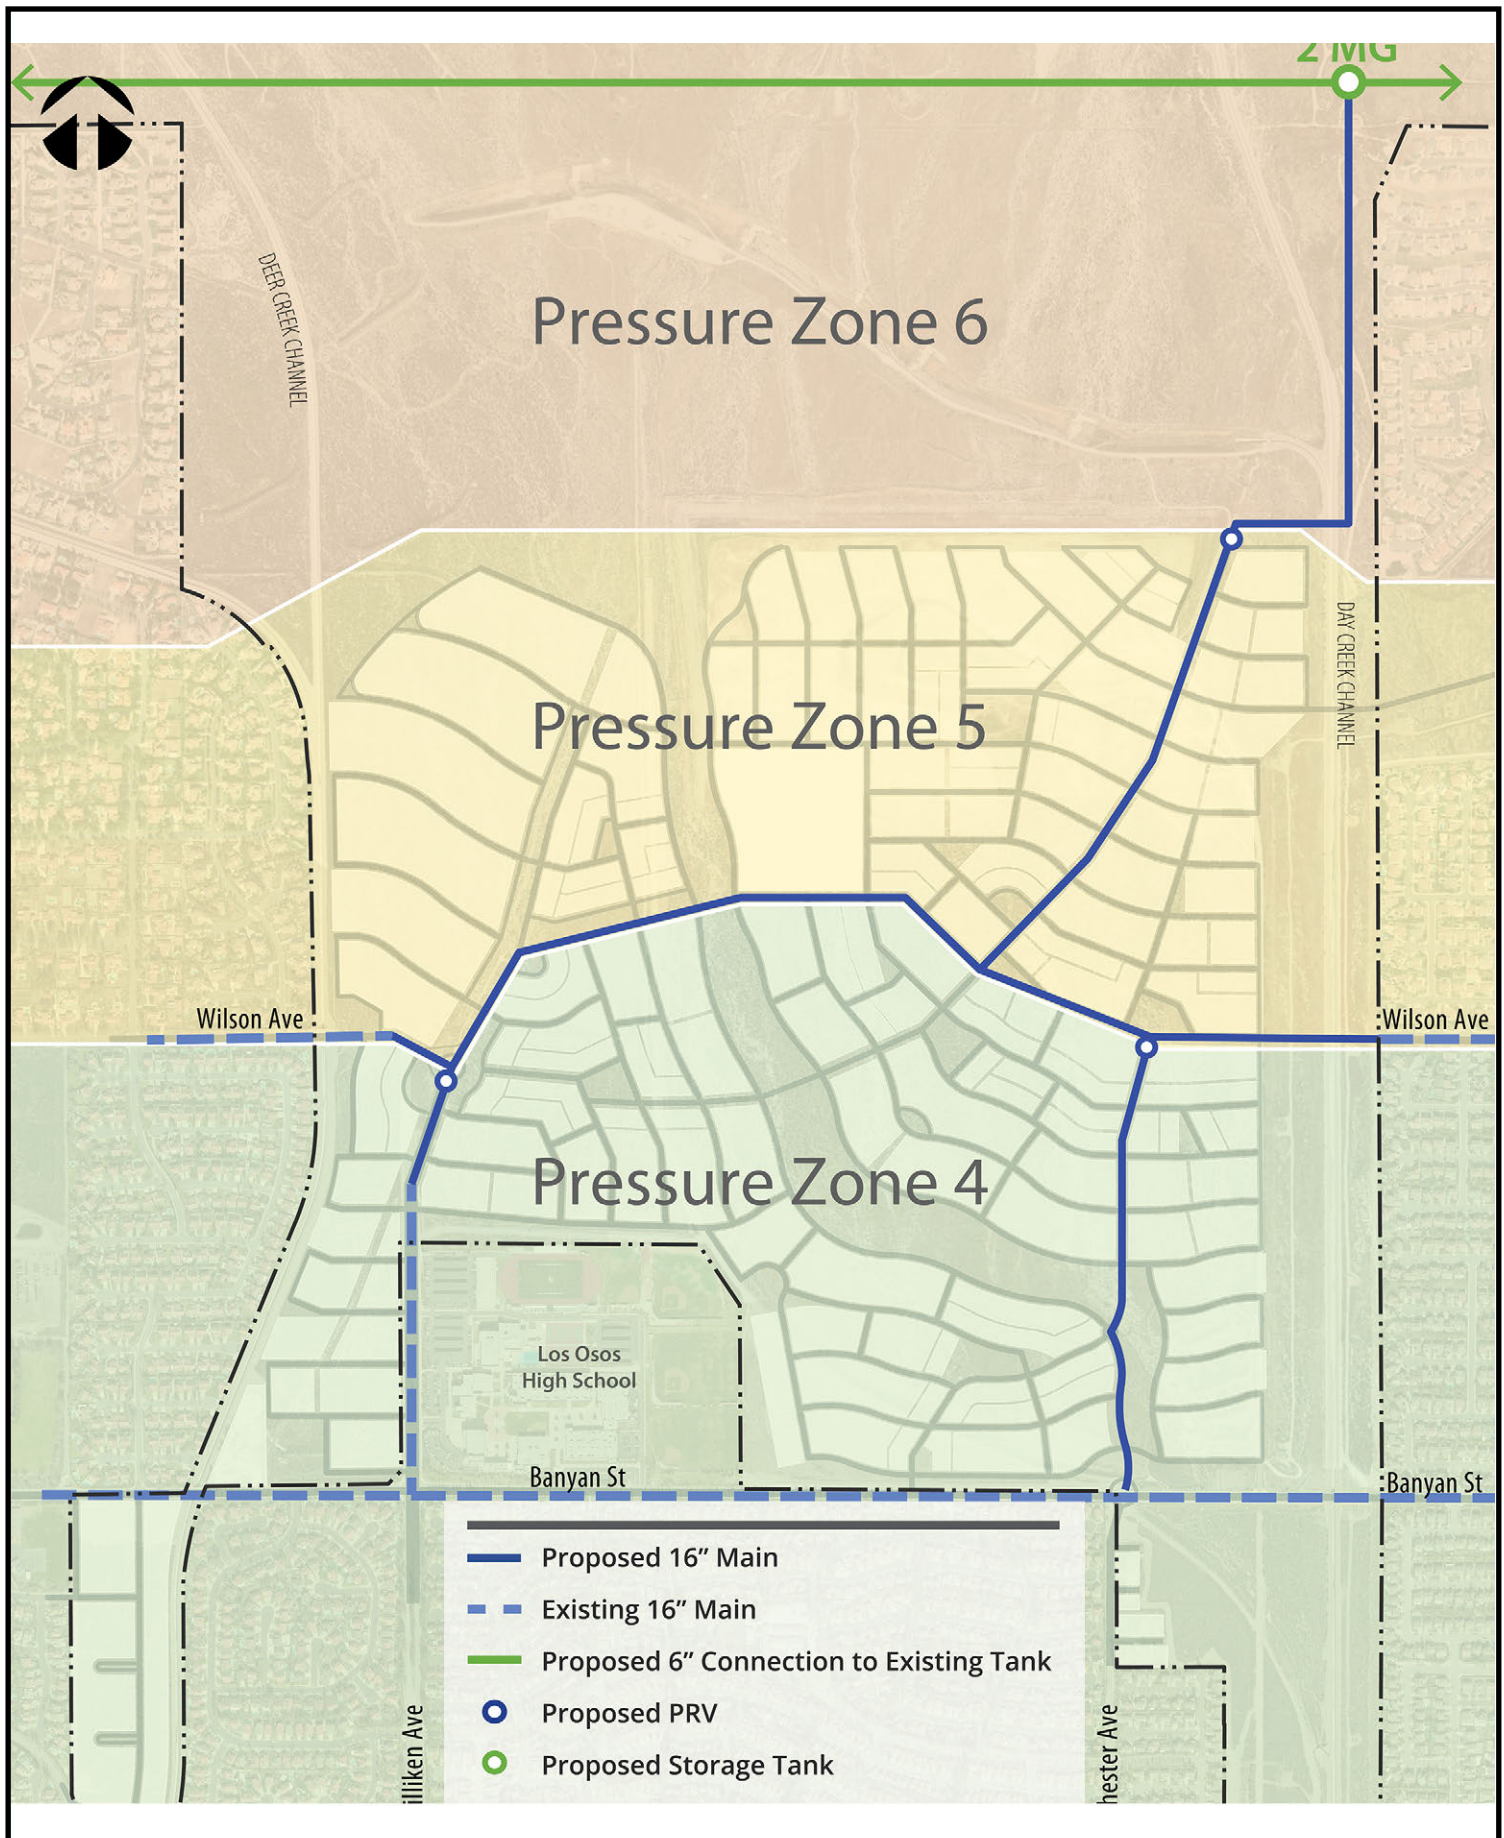 2 MG
DEER CREEK CHANNEL
Pressure Zone 6
DAY CREEK CHANNEL
Pressure Zone 5
Wilson Ave
Wilson Ave
Pressure Zone 4
Los Osos
High School
Banyan St
Banyan St
Proposed 16” Main
Existing 16” Main
Proposed 6” Connection to Existing Tank
Proposed PRV
Proposed Storage Tank
illiken Ave
hester Ave